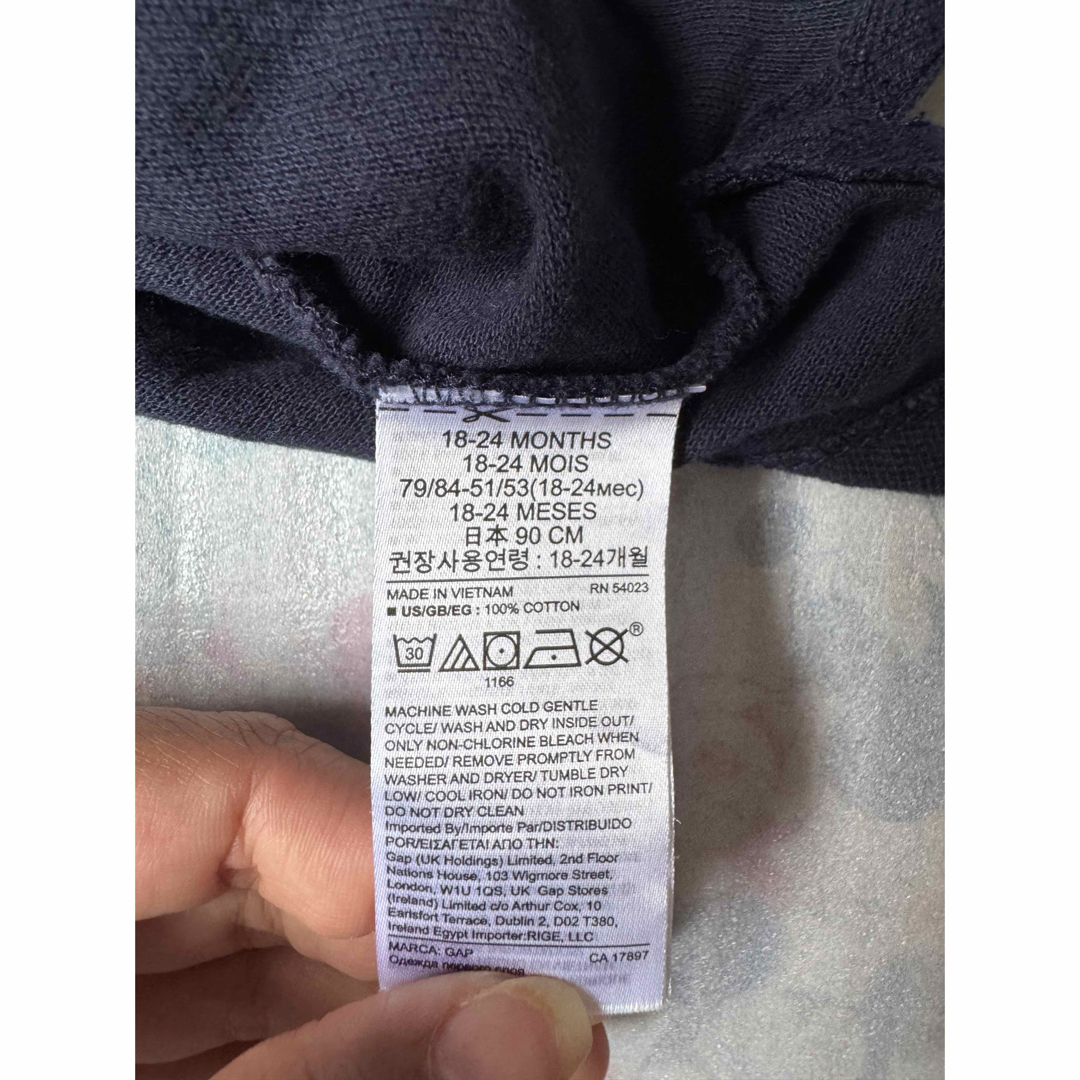 18-24 MONTHS
18-24 MOIS
79/84-51/53(18-24мес)
18-24 MESES
日本 90 CM
권장사용연령 : 18-24개월
MADE IN VIETNAM RN 54023
■ US/GB/EG : 100% COTTON
30 ®
1166
MACHINE WASH COLD GENTLE
CYCLE/ WASH AND DRY INSIDE OUT/
ONLY NON-CHLORINE BLEACH WHEN
NEEDED/ REMOVE PROMPTLY FROM
WASHER AND DRYER/ TUMBLE DRY
LOW/ COOL IRON/ DO NOT IRON PRINT/
DO NOT DRY CLEAN
Imported By/Importe Par/DISTRIBUIDO
POR/ΕΙΣΑΓΕΤΑΙ ΑΠΟ ΤΗΝ:
Gap (UK Holdings) Limited, 2nd Floor
Nations House, 103 Wigmore Street,
London, W1U 1QS, UK Gap Stores
(Ireland) Limited c/o Arthur Cox, 10
Earlsfort Terrace, Dublin 2, D02 T380,
Ireland Egypt Importer:RIGE, LLC
MARCA: GAP CA 17897
Одежда первого слоя